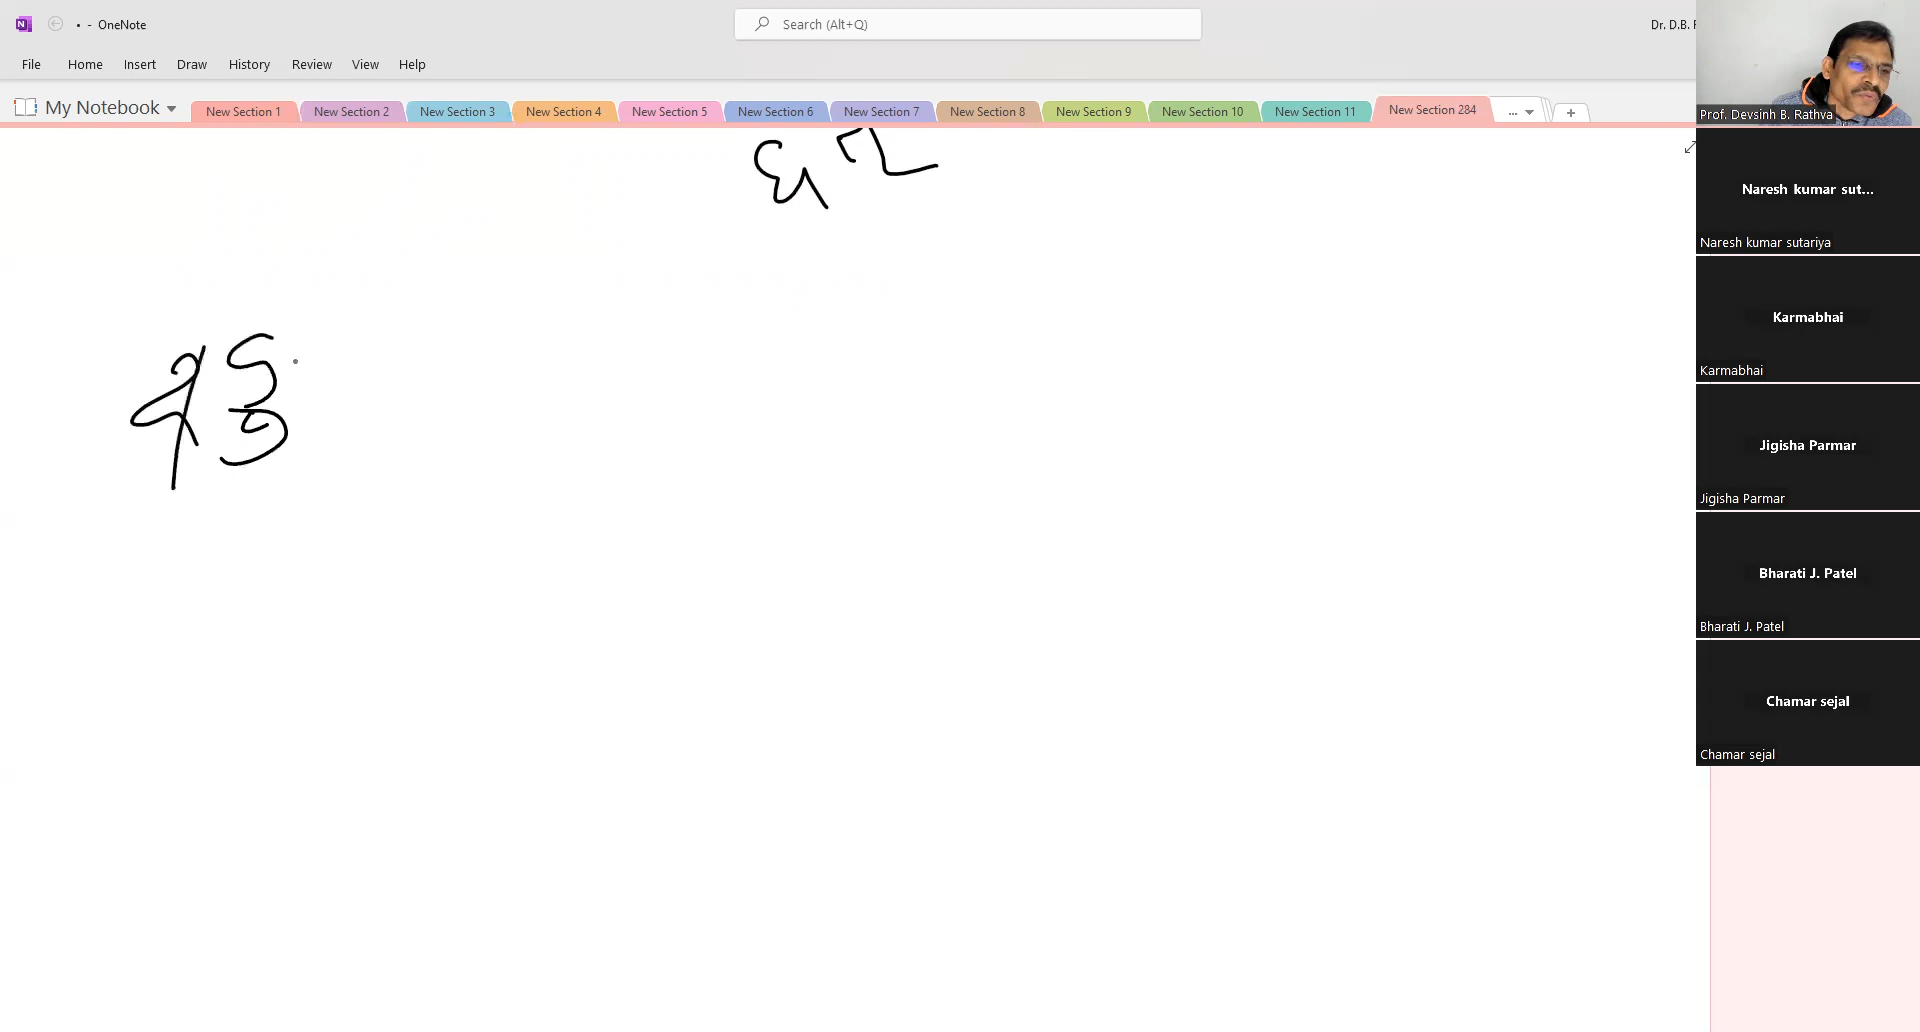 • - OneNote
Search (Alt+Q)
Dr. D.B.
File Home Insert Draw History Review View Help
My Notebook
New Section 1 New Section 2 New Section 3 New Section 4 New Section 5 New Section 6 New Section 7 New Section 8 New Section 9 New Section 10 New Section 11 New Section 284 ...
Prof. Devsinh B. Rathva
Naresh kumar sut...
Naresh kumar sutariya
Karmabhai
Karmabhai
Jigisha Parmar
Jigisha Parmar
Bharati J. Patel
Bharati J. Patel
Chamar sejal
Chamar sejal